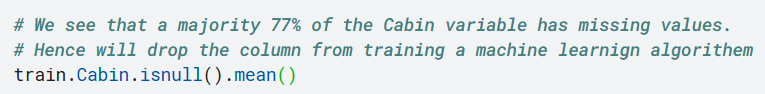 # We see that a majority 77% of the Cabin variable has missing values.
# Hence will drop the column from training a machine learnign algorithem
train.Cabin.isnull().mean()